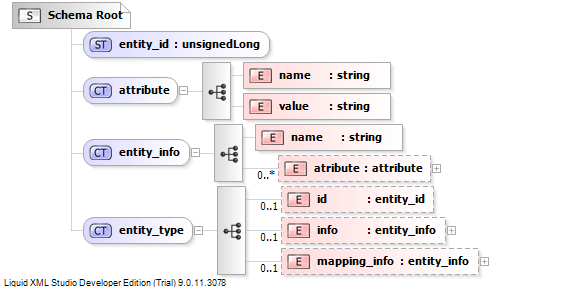 S Schema Root
ST entity_id : unsignedLong
CT attribute
E name : string
E value : string
CT entity_info
E name : string
0..* E atribute : attribute
CT entity_type
0..1 E id : entity_id
0..1 E info : entity_info
0..1 E mapping_info : entity_info
Liquid XML Studio Developer Edition (Trial) 9.0.11.3078